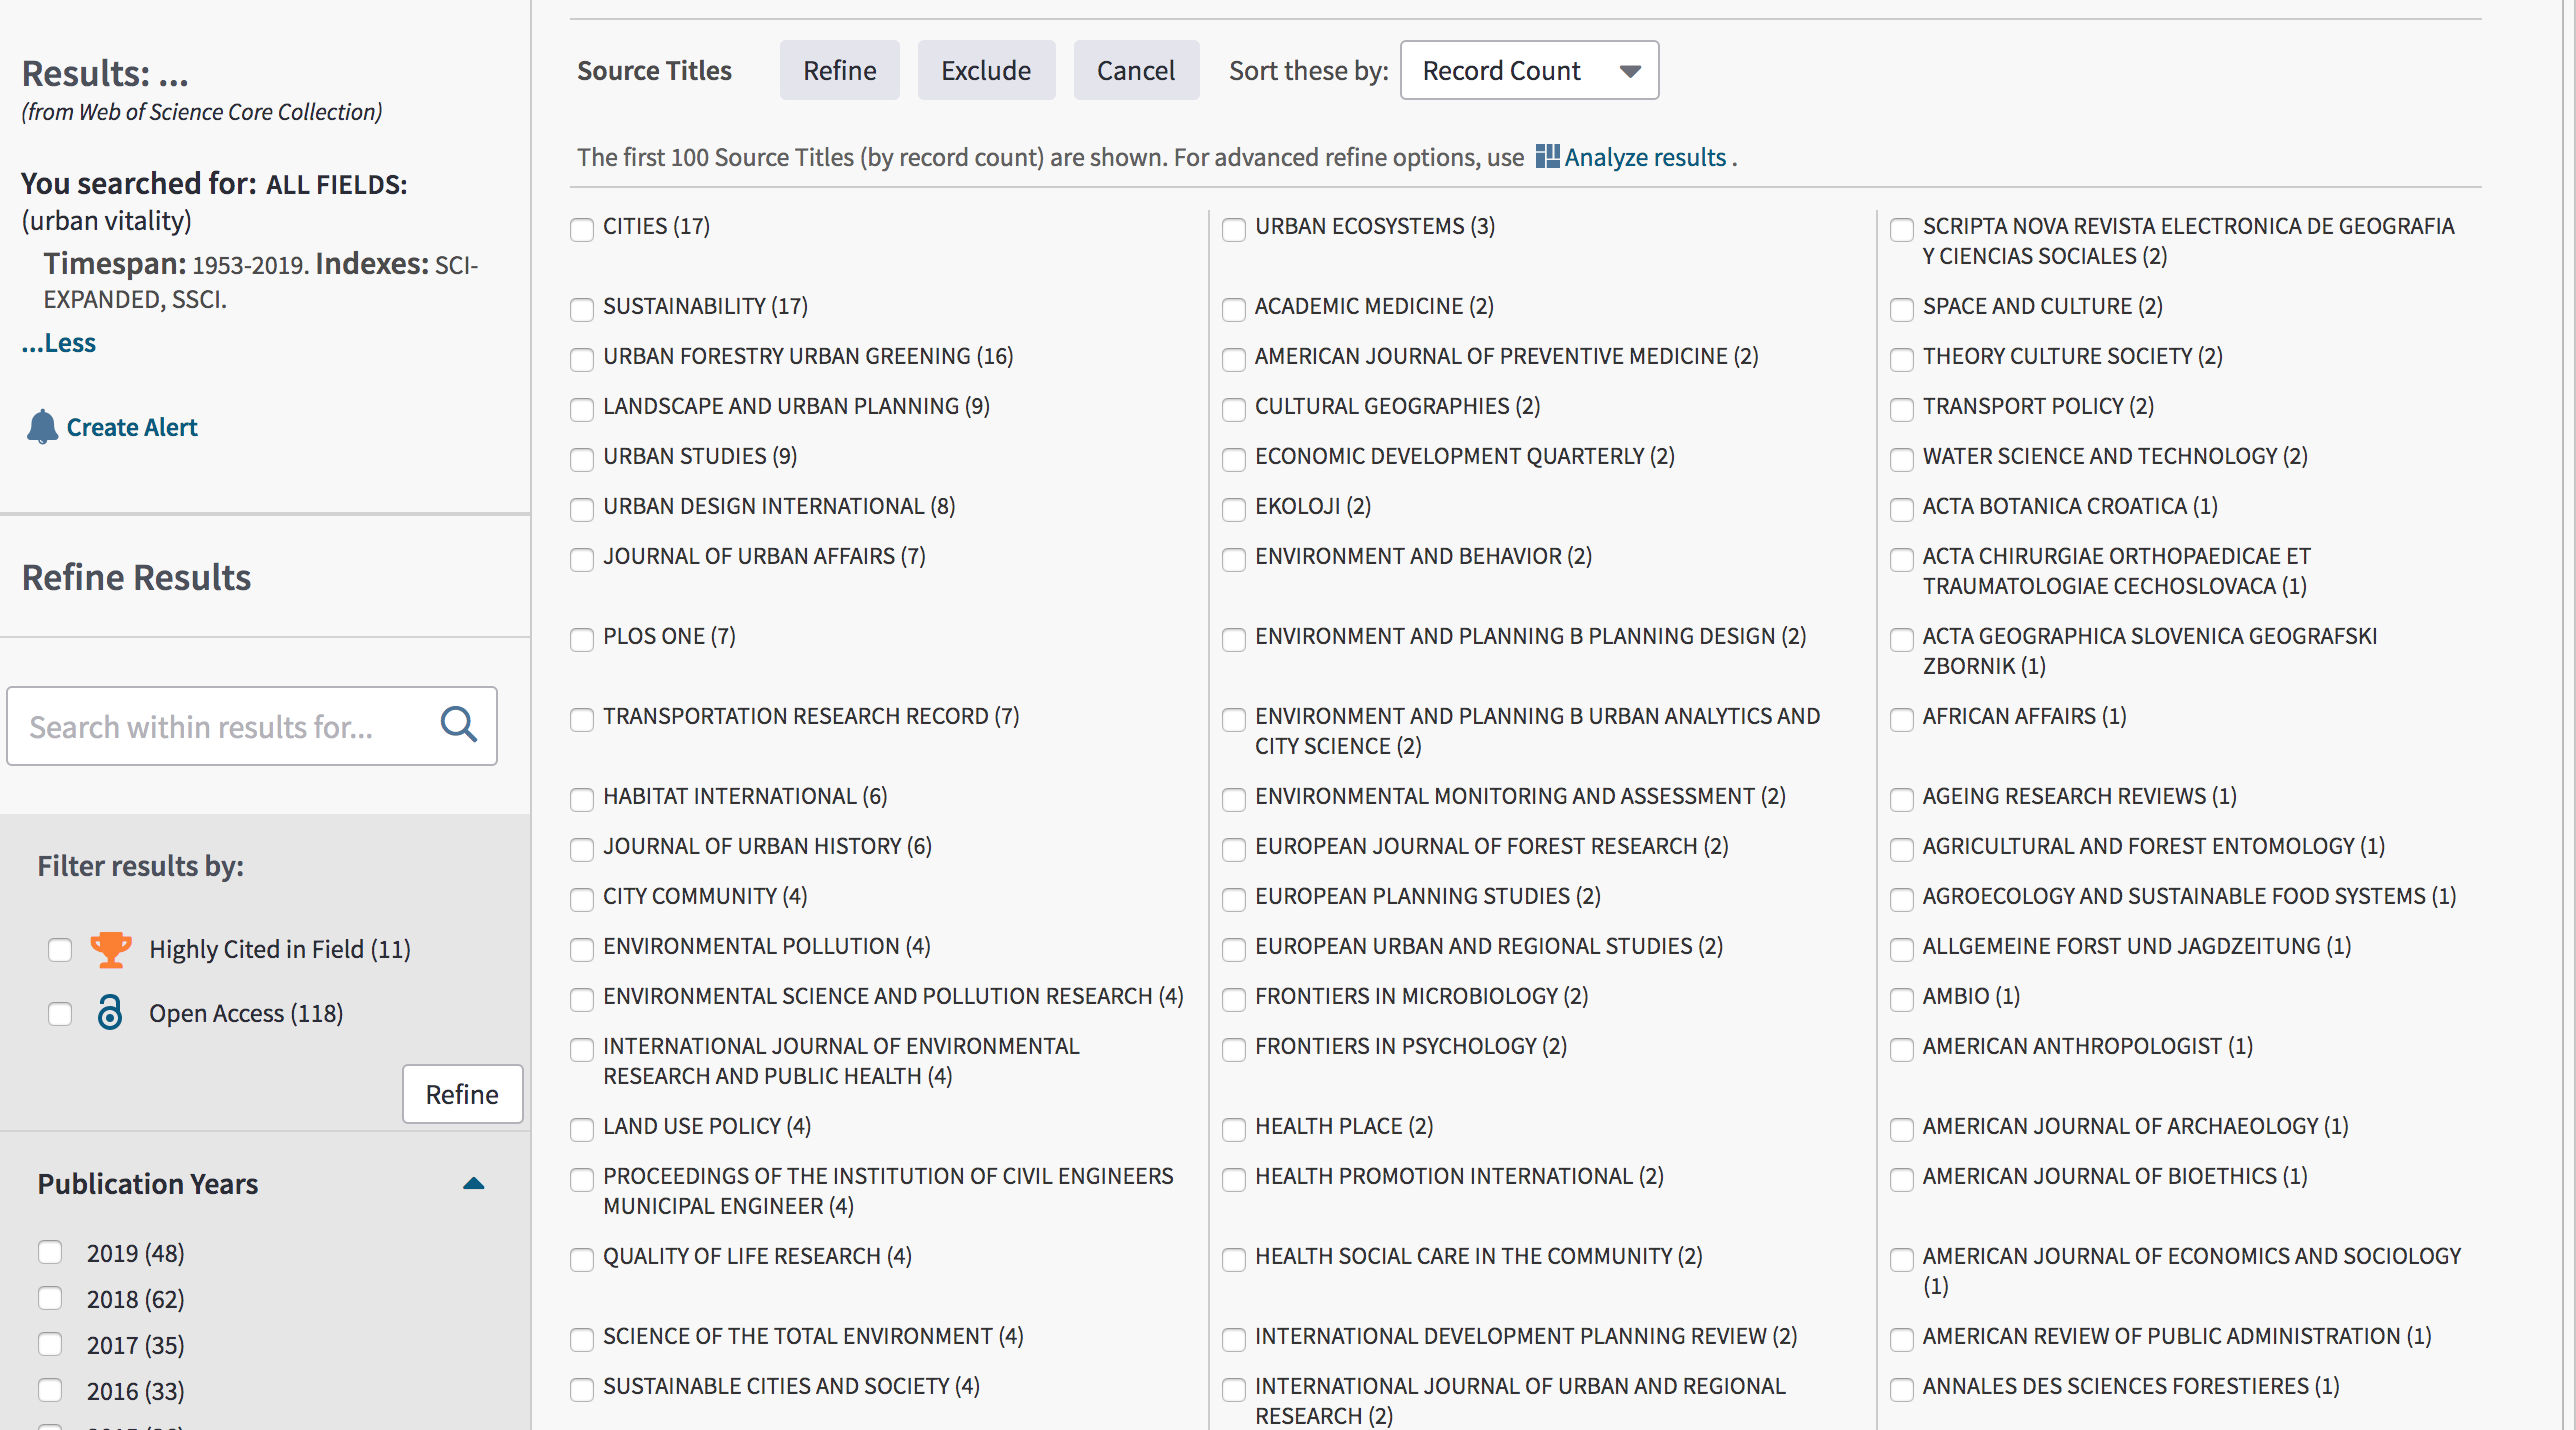 Results: ...
(from Web of Science Core Collection)
You searched for: ALL FIELDS:
(urban vitality)
Timespan: 1953-2019. Indexes: SCI-
EXPANDED, SSCI.
...Less
Create Alert
Refine Results
Search within results for...
Filter results by:
Highly Cited in Field (11)
Open Access (118)
Refine
Publication Years
2019 (48)
2018 (62)
2017 (35)
2016 (33)
Source Titles
Refine
Exclude
Cancel
Sort these by:
Record Count
The first 100 Source Titles (by record count) are shown. For advanced refine options, use Analyze results .
CITIES (17)
SUSTAINABILITY (17)
URBAN FORESTRY URBAN GREENING (16)
LANDSCAPE AND URBAN PLANNING (9)
URBAN STUDIES (9)
URBAN DESIGN INTERNATIONAL (8)
JOURNAL OF URBAN AFFAIRS (7)
PLOS ONE (7)
TRANSPORTATION RESEARCH RECORD (7)
HABITAT INTERNATIONAL (6)
JOURNAL OF URBAN HISTORY (6)
CITY COMMUNITY (4)
ENVIRONMENTAL POLLUTION (4)
ENVIRONMENTAL SCIENCE AND POLLUTION RESEARCH (4)
INTERNATIONAL JOURNAL OF ENVIRONMENTAL
RESEARCH AND PUBLIC HEALTH (4)
LAND USE POLICY (4)
PROCEEDINGS OF THE INSTITUTION OF CIVIL ENGINEERS
MUNICIPAL ENGINEER (4)
QUALITY OF LIFE RESEARCH (4)
SCIENCE OF THE TOTAL ENVIRONMENT (4)
SUSTAINABLE CITIES AND SOCIETY (4)
URBAN ECOSYSTEMS (3)
ACADEMIC MEDICINE (2)
AMERICAN JOURNAL OF PREVENTIVE MEDICINE (2)
CULTURAL GEOGRAPHIES (2)
ECONOMIC DEVELOPMENT QUARTERLY (2)
EKOLOJI (2)
ENVIRONMENT AND BEHAVIOR (2)
ENVIRONMENT AND PLANNING B PLANNING DESIGN (2)
ENVIRONMENT AND PLANNING B URBAN ANALYTICS AND
CITY SCIENCE (2)
ENVIRONMENTAL MONITORING AND ASSESSMENT (2)
EUROPEAN JOURNAL OF FOREST RESEARCH (2)
EUROPEAN PLANNING STUDIES (2)
EUROPEAN URBAN AND REGIONAL STUDIES (2)
FRONTIERS IN MICROBIOLOGY (2)
FRONTIERS IN PSYCHOLOGY (2)
HEALTH PLACE (2)
HEALTH PROMOTION INTERNATIONAL (2)
HEALTH SOCIAL CARE IN THE COMMUNITY (2)
INTERNATIONAL DEVELOPMENT PLANNING REVIEW (2)
INTERNATIONAL JOURNAL OF URBAN AND REGIONAL
RESEARCH (2)
SCRIPTA NOVA REVISTA ELECTRONICA DE GEOGRAFIA
Y CIENCIAS SOCIALES (2)
SPACE AND CULTURE (2)
THEORY CULTURE SOCIETY (2)
TRANSPORT POLICY (2)
WATER SCIENCE AND TECHNOLOGY (2)
ACTA BOTANICA CROATICA (1)
ACTA CHIRURGIAE ORTHOPAEDICAE ET
TRAUMATOLOGIAE CECHOSLOVACA (1)
ACTA GEOGRAPHICA SLOVENICA GEOGRAFSKI
ZBORNIK (1)
AFRICAN AFFAIRS (1)
AGEING RESEARCH REVIEWS (1)
AGRICULTURAL AND FOREST ENTOMOLOGY (1)
AGROECOLOGY AND SUSTAINABLE FOOD SYSTEMS (1)
ALLGEMEINE FORST UND JAGDZEITUNG (1)
AMBIO (1)
AMERICAN ANTHROPOLOGIST (1)
AMERICAN JOURNAL OF ARCHAEOLOGY (1)
AMERICAN JOURNAL OF BIOETHICS (1)
AMERICAN JOURNAL OF ECONOMICS AND SOCIOLOGY
(1)
AMERICAN REVIEW OF PUBLIC ADMINISTRATION (1)
ANNALES DES SCIENCES FORESTIERES (1)